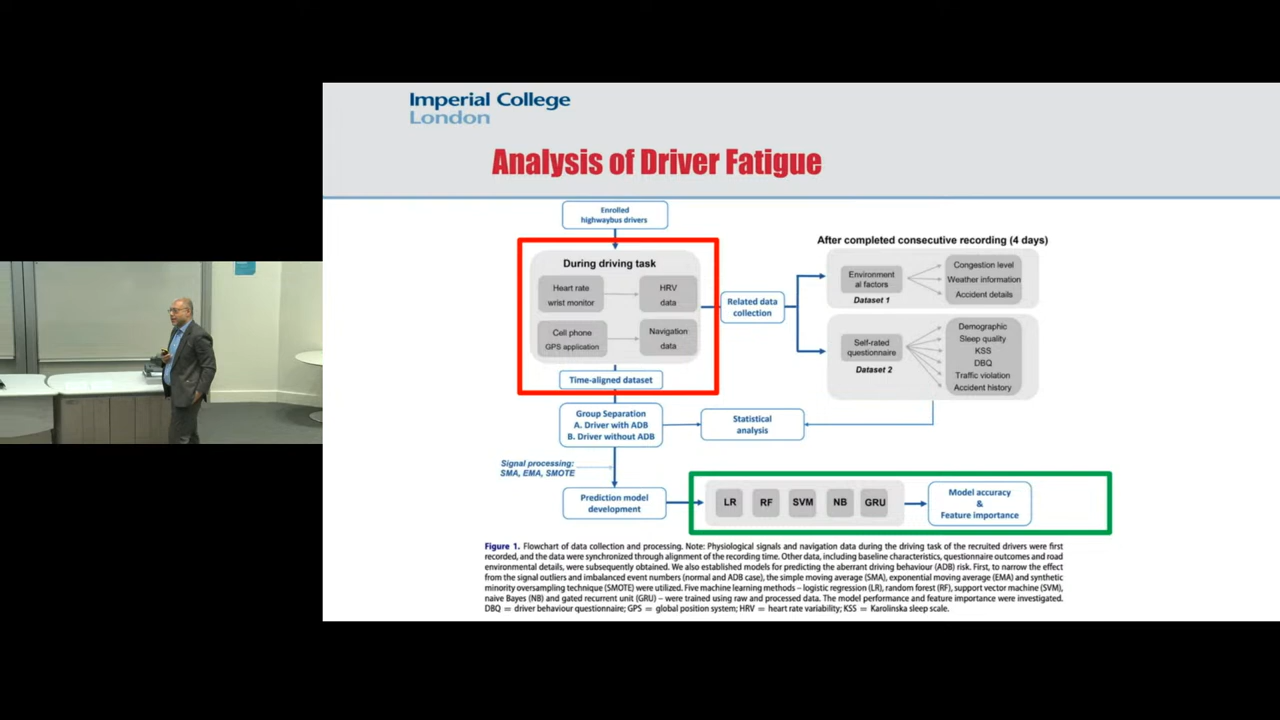 Imperial College
London
Analysis of Driver Fatigue
Enrolled
highwaybus drivers
During driving task
Heart rate
wrist monitor
HRV
data
Cell phone
GPS application
Navigation
data
Time-aligned dataset
Related data
collection
After completed consecutive recording (4 days)
Environment
al factors
Dataset 1
Congestion level
Weather information
Accident details
Self-rated
questionnaire
Dataset 2
Demographic
Sleep quality
KSS
DBQ
Traffic violation
Accident history
Group Separation
A. Driver with ADB
B. Driver without ADB
Statistical
analysis
Signal processing:
SMA, EMA, SMOTE
Prediction model
development
LR RF SVM NB GRU
Model accuracy
&
Feature importance
Figure 1. Flowchart of data collection and processing. Note: Physiological signals and navigation data during the driving task of the recruited drivers were first
recorded, and the data were synchronized through alignment of the recording time. Other data, including baseline characteristics, questionnaire outcomes and road
environmental details, were subsequently obtained. We also established models for predicting the aberrant driving behaviour (ADB) risk. First, to narrow the effect
from the signal outliers and imbalanced event numbers (normal and ADB case), the simple moving average (SMA), exponential moving average (EMA) and synthetic
minority oversampling technique (SMOTE) were utilized. Five machine learning methods – logistic regression (LR), random forest (RF), support vector machine (SVM),
naive Bayes (NB) and gated recurrent unit (GRU) – were trained using raw and processed data. The model performance and feature importance were investigated.
DBQ = driver behaviour questionnaire; GPS = global position system; HRV = heart rate variability; KSS = Karolinska sleep scale.